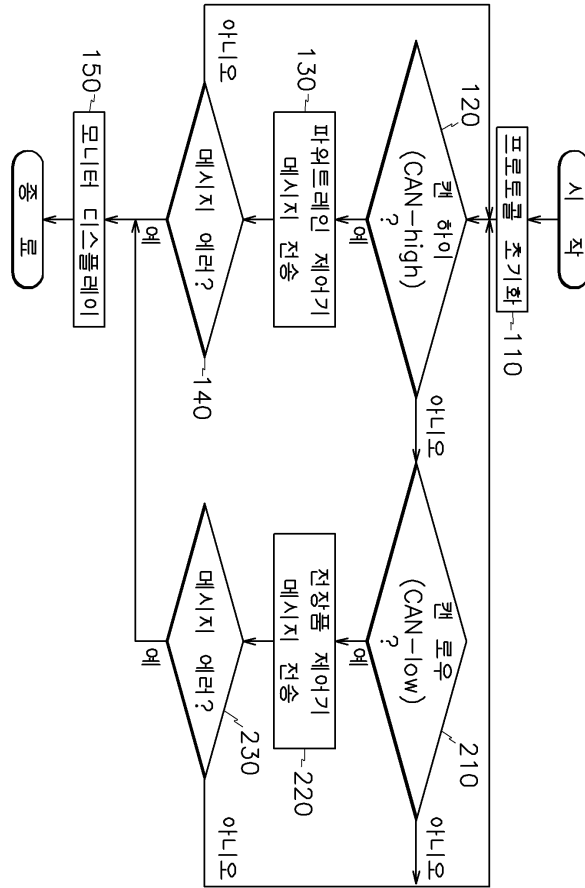 시 작
프로토콜 초기화
110
캔 하이
(CAN-high)
?
120
아니오
예
파워트레인 제어기
메시지 전송
130
메시지 에러?
140
아니오
예
모니터 디스플레이
150
종 료
캔 로우
(CAN-low)
?
210
아니오
예
전장품 제어기
메시지 전송
220
메시지 에러?
230
아니오
예